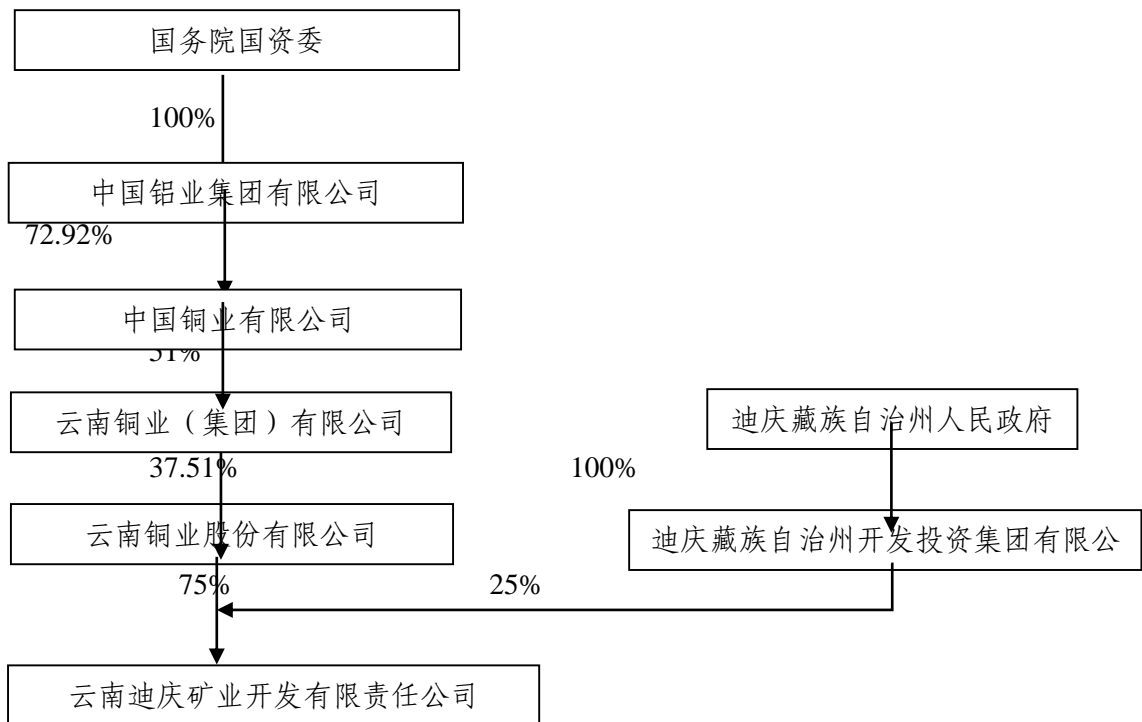 国务院国资委
100%
中国铝业集团有限公司
72.92%
中国铜业有限公司
51%
云南铜业（集团）有限公司
迪庆藏族自治州人民政府
37.51%
100%
云南铜业股份有限公司
迪庆藏族自治州开发投资集团有限公
75%
25%
云南迪庆矿业开发有限责任公司